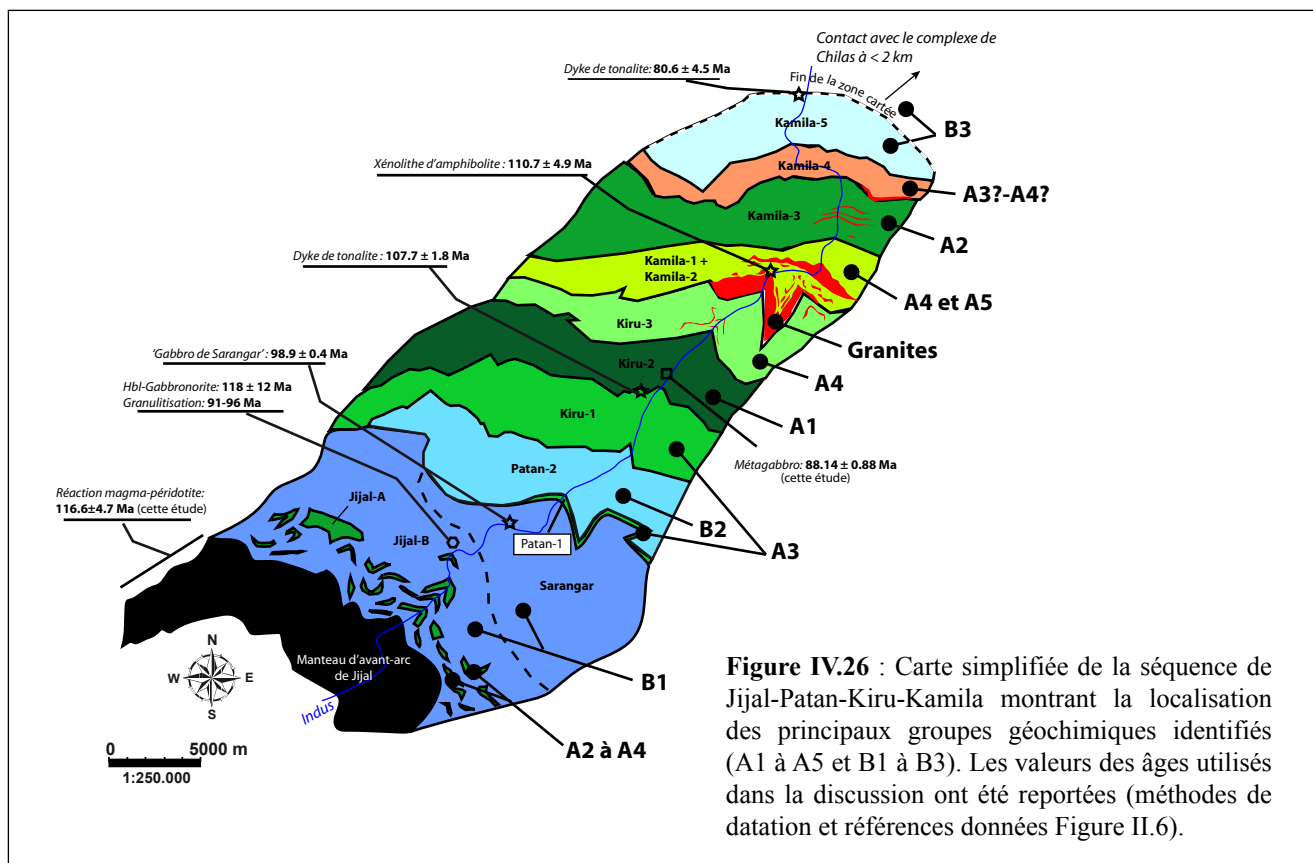 Contact avec le complexe de
Chilas à < 2 km
Dyke de tonalite: 80.6 ± 4.5 Ma
Fin de la zone cartée
Kamila-5
B3
Xénolithe d'amphibolite : 110.7 ± 4.9 Ma
Kamila-4
A3?-A4?
Kamila-3
A2
Dyke de tonalite : 107.7 ± 1.8 Ma
Kamila-1 +
Kamila-2
A4 et A5
Kiru-3
Granites
'Gabbro de Sarangar' : 98.9 ± 0.4 Ma
Kiru-2
A4
Hbl-Gabbronorite : 118 ± 12 Ma
Granulitisation: 91-96 Ma
Kiru-1
A1
Patan-2
Métagabbro: 88.14 ± 0.88 Ma
(cette étude)
Réaction magma-péridotite:
116.6±4.7 Ma (cette étude)
Jijal-A
B2
Jijal-B
Patan-1
A3
Sarangar
N
W E
S
Manteau d'avant-arc
de Jijal
B1
Indus
A2 à A4
0 5000 m
1:250.000
Figure IV.26 : Carte simplifiée de la séquence de
Jijal-Patan-Kiru-Kamila montrant la localisation
des principaux groupes géochimiques identifiés
(A1 à A5 et B1 à B3). Les valeurs des âges utilisés
dans la discussion ont été reportées (méthodes de
datation et références données Figure II.6).